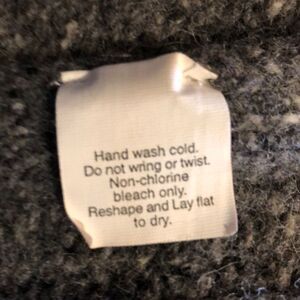 Hand wash cold.
Do not wring or twist.
Non-chlorine
bleach only.
Reshape and Lay flat
to dry.